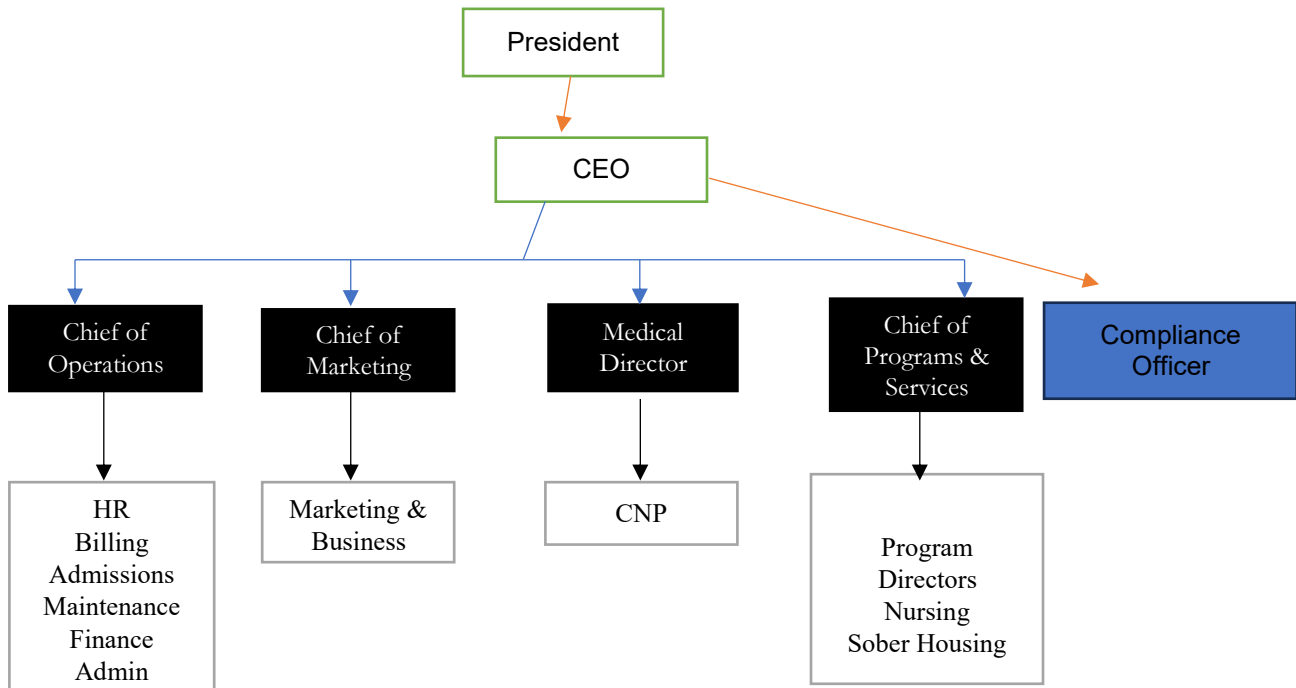 President
CEO
Chief of
Operations
Chief of
Marketing
Medical
Director
Chief of
Programs &
Services
Compliance
Officer
HR
Billing
Admissions
Maintenance
Finance
Admin
Marketing &
Business
CNP
Program
Directors
Nursing
Sober Housing